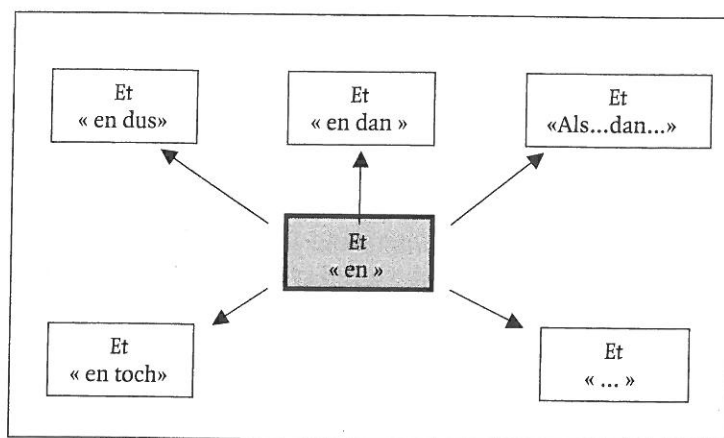 Et
« en dus»
Et
« en dan »
Et
«Als...dan...»
Et
« en »
Et
« en toch»
Et
« ... »